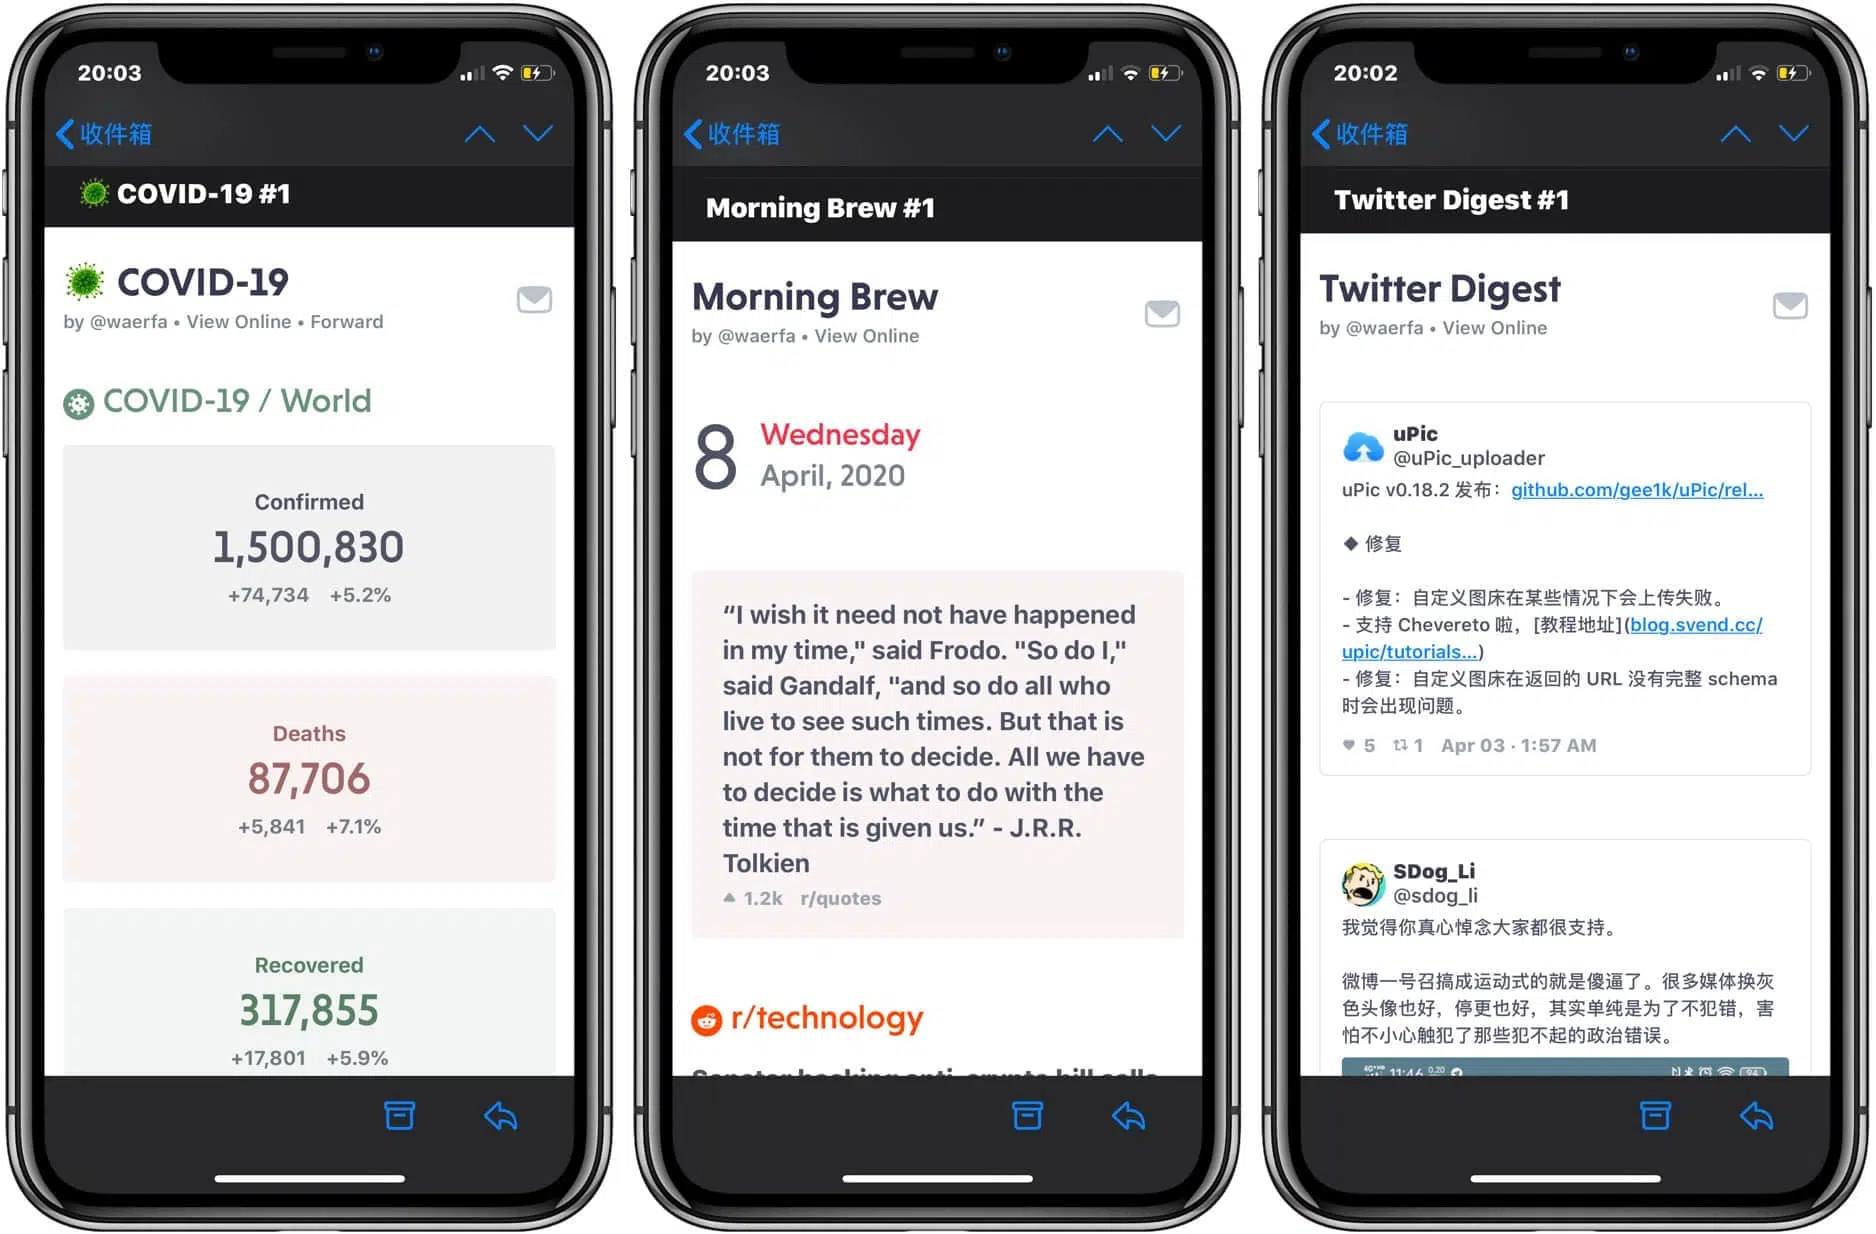 20:03
收件箱
COVID-19 #1
COVID-19
by @waerfa • View Online • Forward
COVID-19 / World
Confirmed
1,500,830
+74,734 +5.2%
Deaths
87,706
+5,841 +7.1%
Recovered
317,855
+17,801 +5.9%
20:03
收件箱
Morning Brew #1
Morning Brew
by @waerfa • View Online
8
Wednesday
April, 2020
“I wish it need not have happened
in my time," said Frodo. "So do I,"
said Gandalf, "and so do all who
live to see such times. But that is
not for them to decide. All we have
to decide is what to do with the
time that is given us.” - J.R.R.
Tolkien
1.2k r/quotes
r/technology
Senator backing anti-crypto bill calls
20:02
收件箱
Twitter Digest #1
Twitter Digest
by @waerfa • View Online
uPic
@uPic_uploader
uPic v0.18.2 发布：github.com/gee1k/uPic/rel...
◆ 修复
- 修复：自定义图床在某些情况下会上传失败。
- 支持 Chevereto 啦，[教程地址](blog.svend.cc/
upic/tutorials...)
- 修复：自定义图床在返回的 URL 没有完整 schema
时会出现问题。
5 1 Apr 03 · 1:57 AM
SDog_Li
@sdog_li
我觉得你真心悼念大家都很支持。
微博一号召搞成运动式的就是傻逼了。很多媒体换灰
色头像也好，停更也好，其实单纯是为了不犯错，害
怕不小心触犯了那些犯不起的政治错误。
11:46